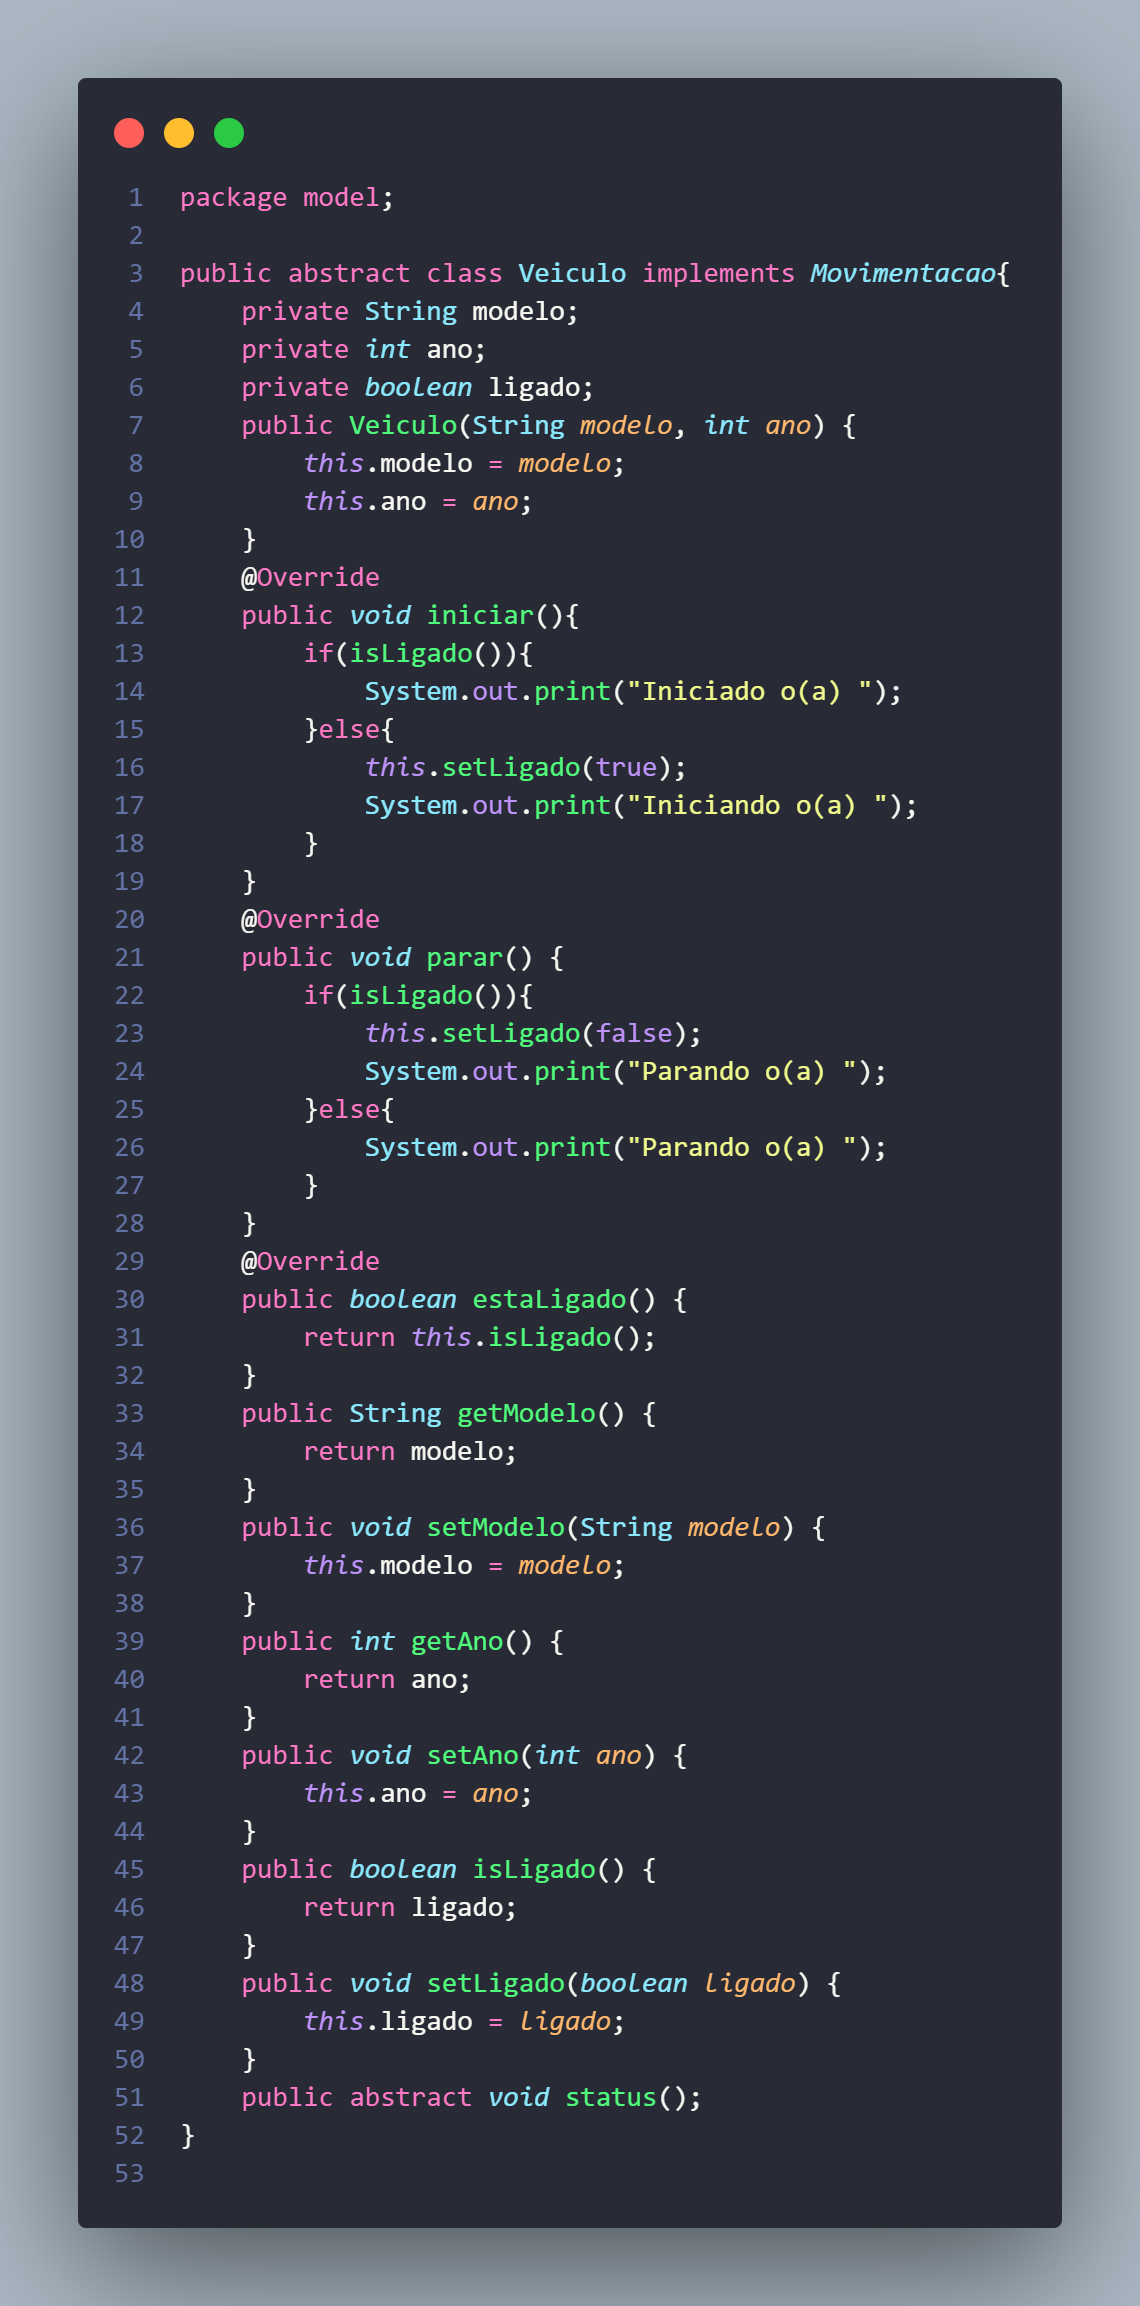 1 package model;
2
3 public abstract class Veiculo implements Movimentacao{
4     private String modelo;
5     private int ano;
6     private boolean ligado;
7     public Veiculo(String modelo, int ano) {
8         this.modelo = modelo;
9         this.ano = ano;
10     }
11     @Override
12     public void iniciar(){
13         if(isLigado()){
14             System.out.print("Iniciado o(a) ");
15         }else{
16             this.setLigado(true);
17             System.out.print("Iniciando o(a) ");
18         }
19     }
20     @Override
21     public void parar() {
22         if(isLigado()){
23             this.setLigado(false);
24             System.out.print("Parando o(a) ");
25         }else{
26             System.out.print("Parando o(a) ");
27         }
28     }
29     @Override
30     public boolean estaLigado() {
31         return this.isLigado();
32     }
33     public String getModelo() {
34         return modelo;
35     }
36     public void setModelo(String modelo) {
37         this.modelo = modelo;
38     }
39     public int getAno() {
40         return ano;
41     }
42     public void setAno(int ano) {
43         this.ano = ano;
44     }
45     public boolean isLigado() {
46         return ligado;
47     }
48     public void setLigado(boolean ligado) {
49         this.ligado = ligado;
50     }
51     public abstract void status();
52 }
53